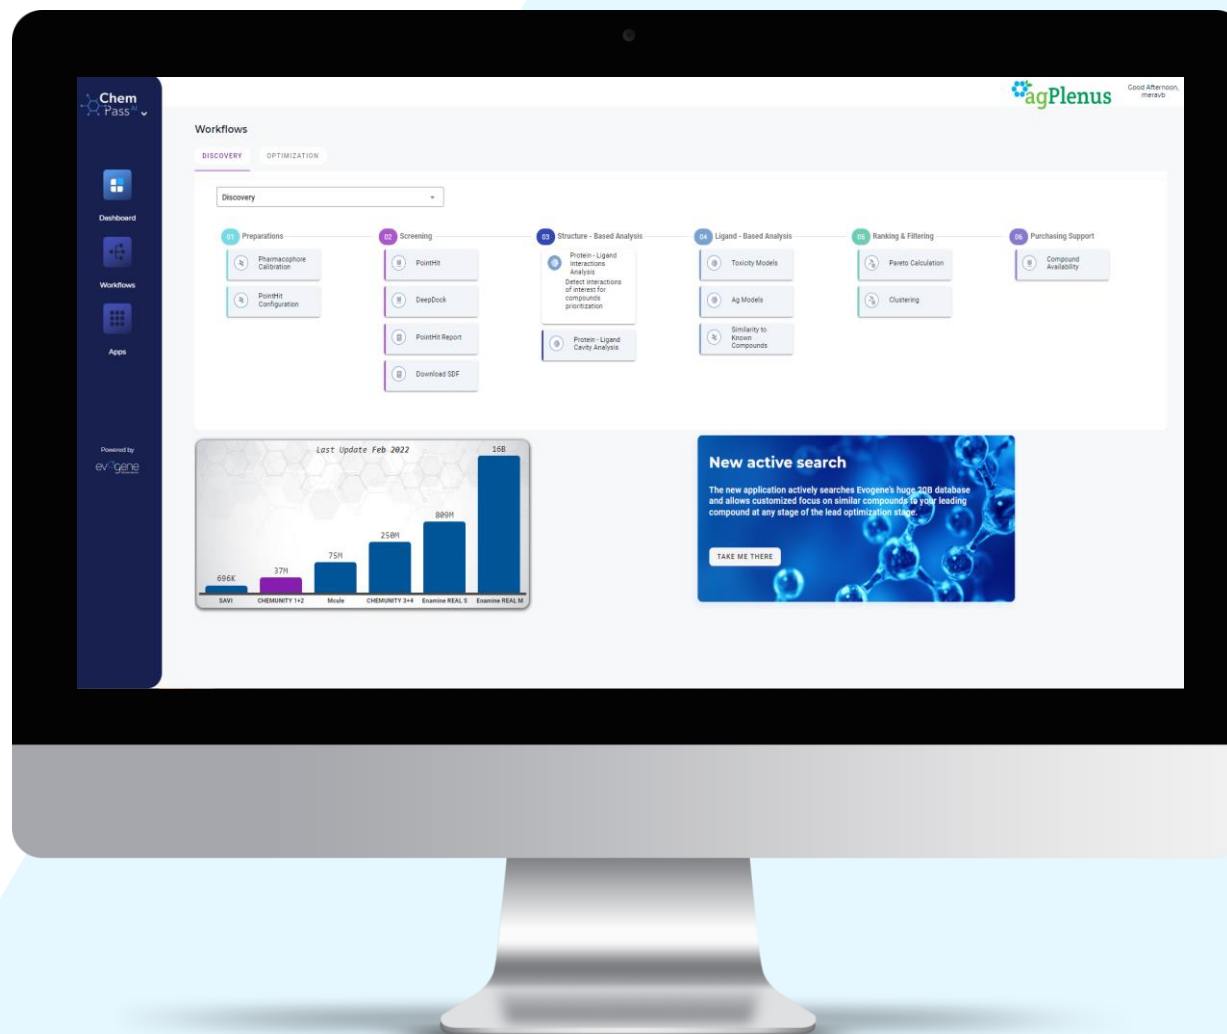 Chem
Pass AI
agPlenus
Good Afternoon,
meravb
Workflows
DISCOVERY
OPTIMIZATION
Dashboard
Workflows
Apps
Powered by
evogene
Discovery
01 Preparations
Pharmacophore
Calibration
PointHit
Configuration
02 Screening
PointHit
DeepDock
PointHit Report
Download SDF
03 Structure - Based Analysis
Protein - Ligand
Interactions
Analysis
Detect interactions
of interest for
compounds
prioritization
Protein - Ligand
Cavity Analysis
04 Ligand - Based Analysis
Toxicity Models
Ag Models
Similarity to
Known
Compounds
05 Ranking & Filtering
Pareto Calculation
Clustering
06 Purchasing Support
Compound
Availability
Last Update Feb 2022
696K
37M
75M
250M
809M
16B
SAVI
CHEMUNITY 1+2
Mcule
CHEMUNITY 3+4
Enamine REAL S
Enamine REAL M
New active search
The new application actively searches Evogene's huge 20B database
and allows customized focus on similar compounds to your leading
compound at any stage of the lead optimization stage.
TAKE ME THERE